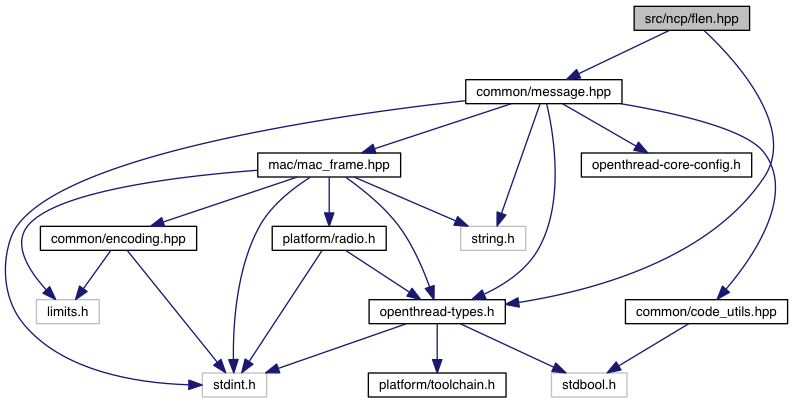 src/ncp/flen.hpp
common/message.hpp
mac/mac_frame.hpp
openthread-core-config.h
common/encoding.hpp
platform/radio.h
string.h
limits.h
openthread-types.h
common/code_utils.hpp
stdint.h
platform/toolchain.h
stdbool.h